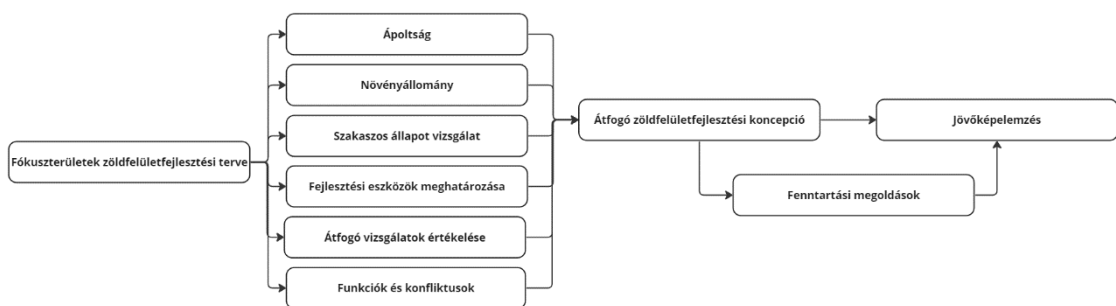 Ápoltság
Növényállomány
Szakaszos állapot vizsgálat
Fókuszterületek zöldfelületfejlesztési terve
Fejlesztési eszközök meghatározása
Átfogó vizsgálatok értékelése
Funkciók és konfliktusok
Átfogó zöldfelületfejlesztési koncepció
Jövőképelemzés
Fenntartási megoldások